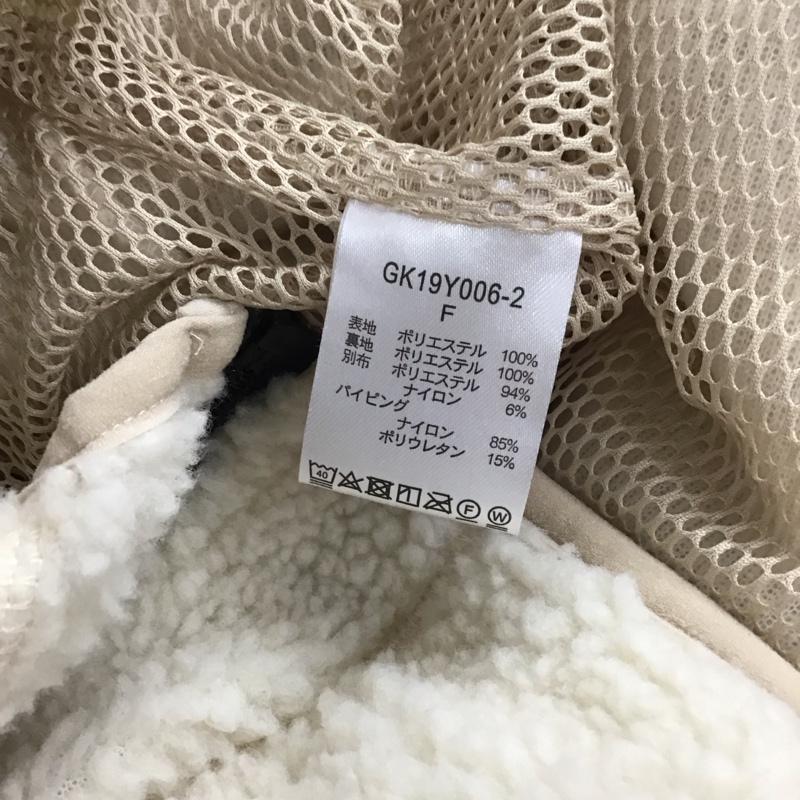 GK19Y006-2
F
表地 ポリエステル 100%
裏地 ポリエステル 100%
別布 ポリエステル 94%
ナイロン 6%
パイピング
ナイロン 85%
ポリウレタン 15%
40 F W